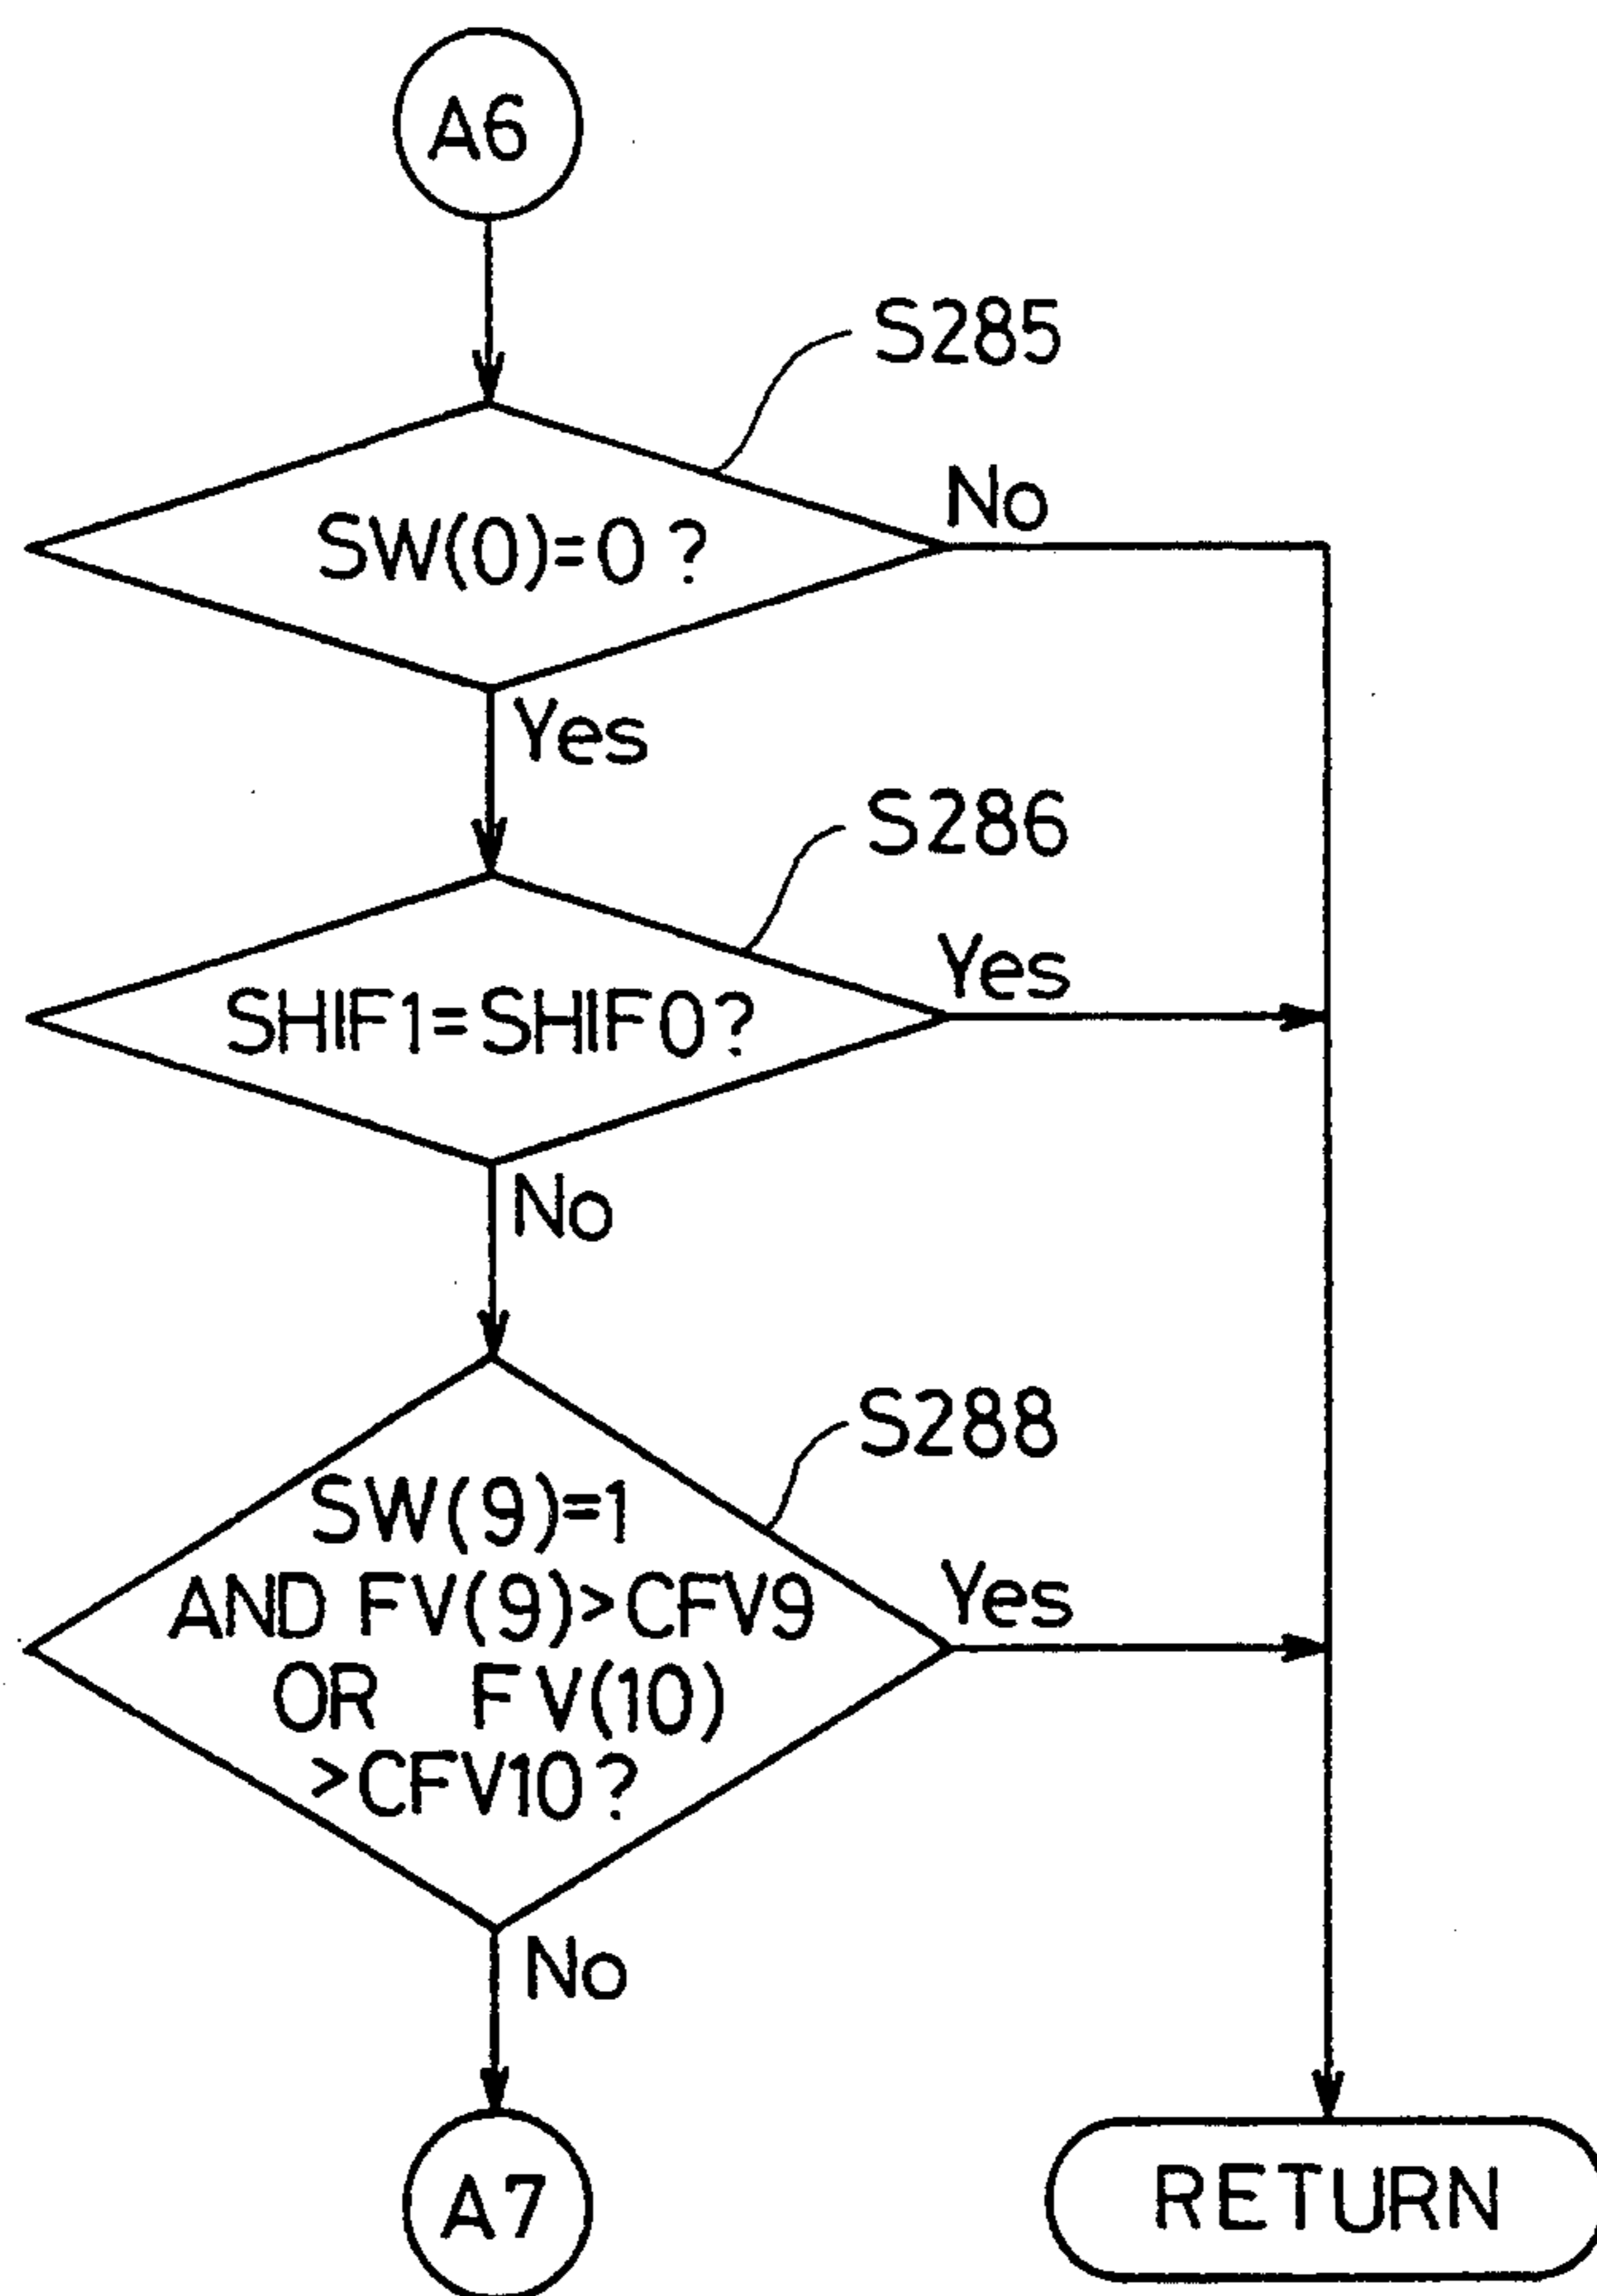 A6
S285
SW(0)=0?
No
Yes
S286
SHIF1=SHIF0?
Yes
No
S288
SW(9)=1
AND FV(9)>CFV9
OR FV(10)
>CFV10?
Yes
No
A7
RETURN